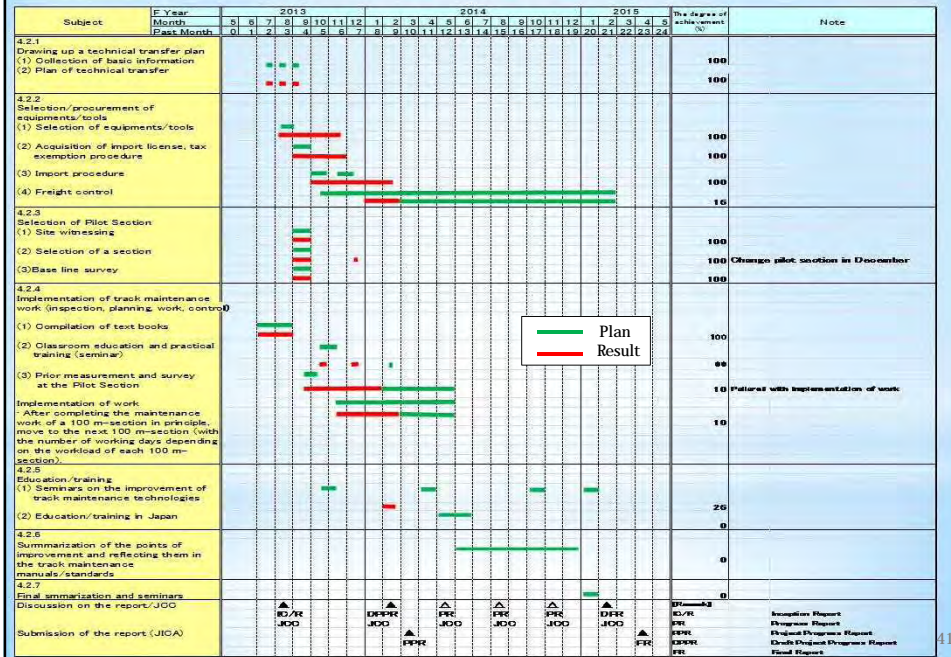 Subject
F Year 2013 2014 2015
Month 5 6 7 8 9 10 11 12 1 2 3 4 5 6 7 8 9 10 11 12 1 2 3 4 5
Past Month 0 1 2 3 4 5 6 7 8 9 10 11 12 13 14 15 16 17 18 19 20 21 22 23 24
The degree of
achievement
(%)
Note
4.2.1
Drawing up a technical transfer plan
(1) Collection of basic information
100
(2) Plan of technical transfer
100
4.2.2
Selection/procurement of
equipments/tools
(1) Selection of equipments/tools
100
(2) Acquisition of import license, tax
exemption procedure
100
(3) Import procedure
100
(4) Freight control
16
4.2.3
Selection of Pilot Section
(1) Site witnessing
100
(2) Selection of a section
100 Change pilot section in December
(3)Base line survey
100
4.2.4
Implementation of track maintenance
work (inspection, planning, work, control)
(1) Compilation of text books
100
(2) Classroom education and practical
training (seminar)
(3) Prior measurement and survey
at the Pilot Section
10 with implementation of work
Implementation of work
- After completing the maintenance
work of a 100 m-section in principle,
move to the next 100 m-section (with
the number of working days depending
on the workload of each 100 m-
section).
10
Plan
Result
4.2.5
Education/training
(1) Seminars on the improvement of
track maintenance technologies
26
(2) Education/training in Japan
0
4.2.6
Summarization of the points of
improvement and reflecting them in
the track maintenance
manuals/standards
0
4.2.7
Final smmarization and seminars
0
Discussion on the report/JCC
IC/R DPPR PR PR PR DFR
JCC JCC JCC JCC JCC JCC
Submission of the report (JICA)
PPR FR
[Remark]
IC/R Inception Report
PR Progress Report
PPR Project Progress Report
DPPR Draft Project Progress Report
FR Final Report
41